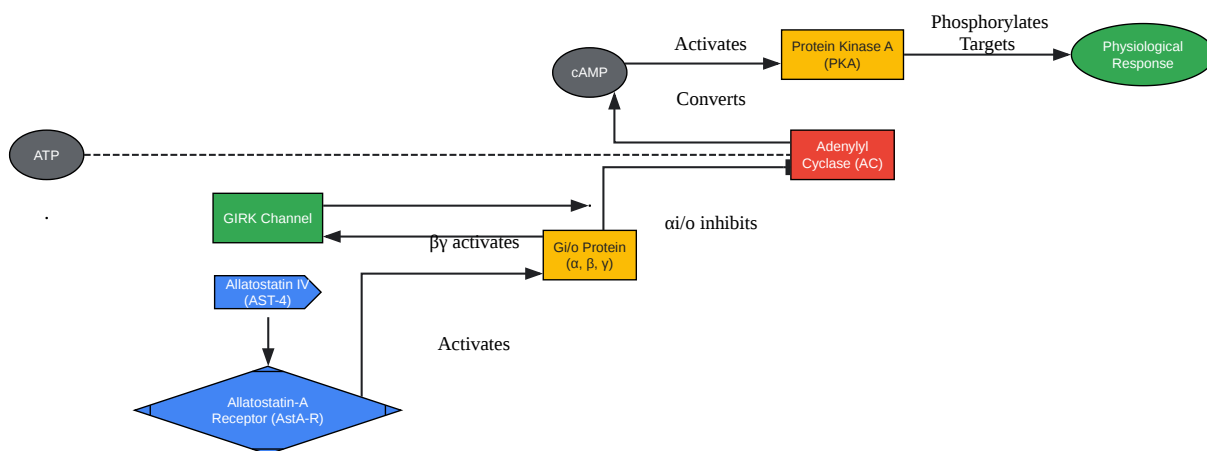 Phosphorylates
Targets
Activates
Protein Kinase A
(PKA)
Physiological
Response
cAMP
Converts
ATP
Adenylyl
Cyclase (AC)
GIRK Channel
αi/o inhibits
βγ activates
Gi/o Protein
(α, β, γ)
Allatostatin IV
(AST-4)
Activates
Allatostatin-A
Receptor (AstA-R)